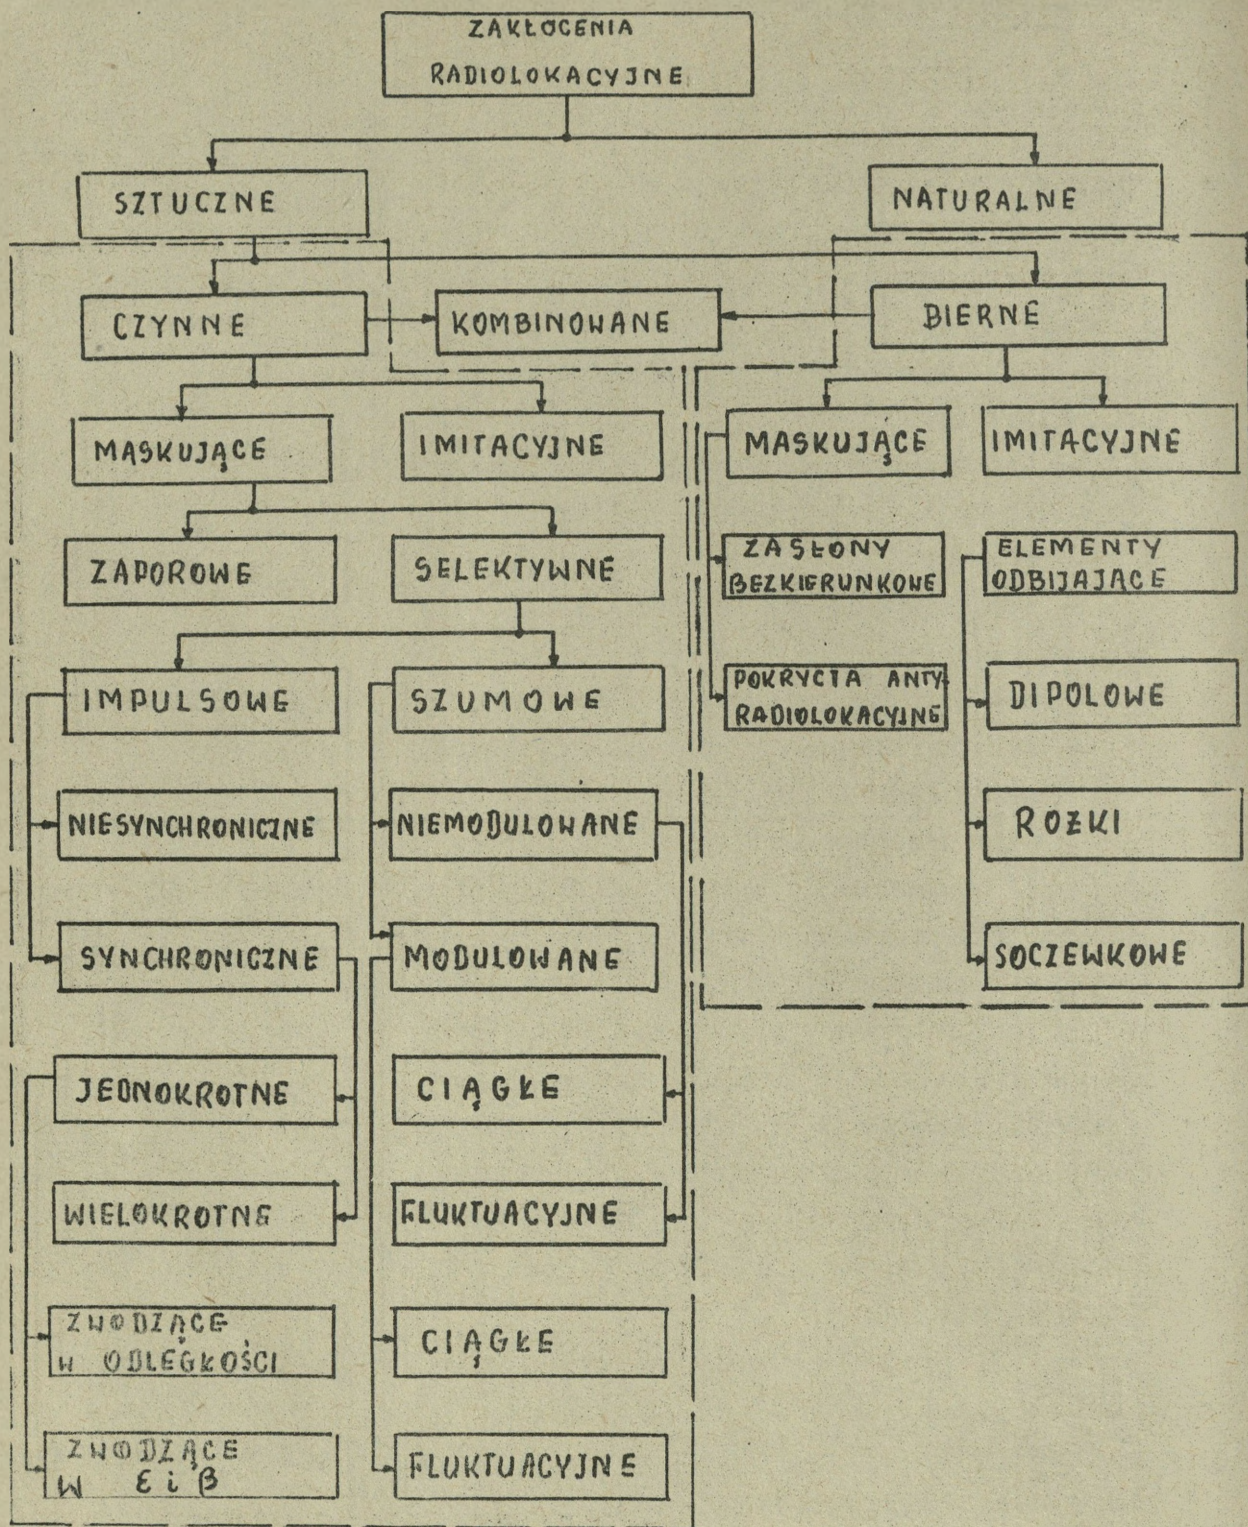 ZAKŁOCENIA
RADIOLOKACYJNE
SZTUCZNE
NATURALNE
CZYNNE
KOMBINOWANE
BIERNE
MASKUJĄCE
IMITACYJNE
MASKUJĄCE
IMITACYJNE
ZAPOROWE
SELEKTYWNE
ZASŁONY
BEZKIERUNKOWE
ELEMENTY
ODBIJAJĄCE
IMPULSOWE
SZUMOWE
POKRYCIA ANTY-
RADIOLOKACYJNE
DIPOLOWE
NIESYNCHRONICZNE
NIEMODULOWANE
ROŻKI
SYNCHRONICZNE
MODULOWANE
SOCZEWKOWE
JEDNOKROTNE
CIĄGŁE
WIELOKROTNE
FLUKTUACYJNE
ZWODZĄCE
W ODLEGŁOŚCI
CIĄGŁE
ZWODZĄCE
W ε i β
FLUKTUACYJNE